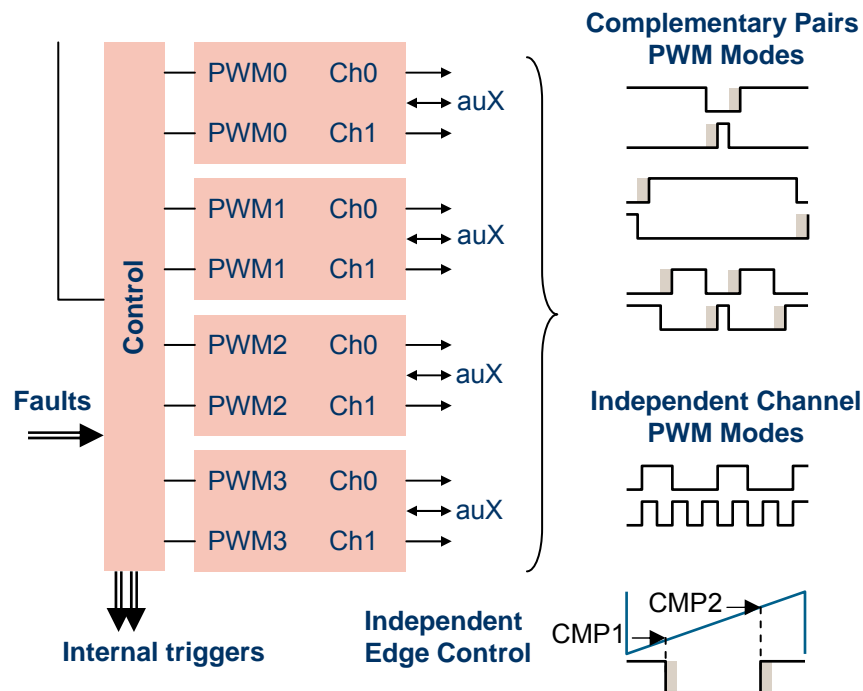 Complementary Pairs
PWM Modes
PWM0 Ch0
auX
PWM0 Ch1
PWM1 Ch0
auX
PWM1 Ch1
Control
PWM2 Ch0
auX
PWM2 Ch1
Faults
Independent Channel
PWM Modes
PWM3 Ch0
auX
PWM3 Ch1
Internal triggers
Independent
Edge Control
CMP2
CMP1